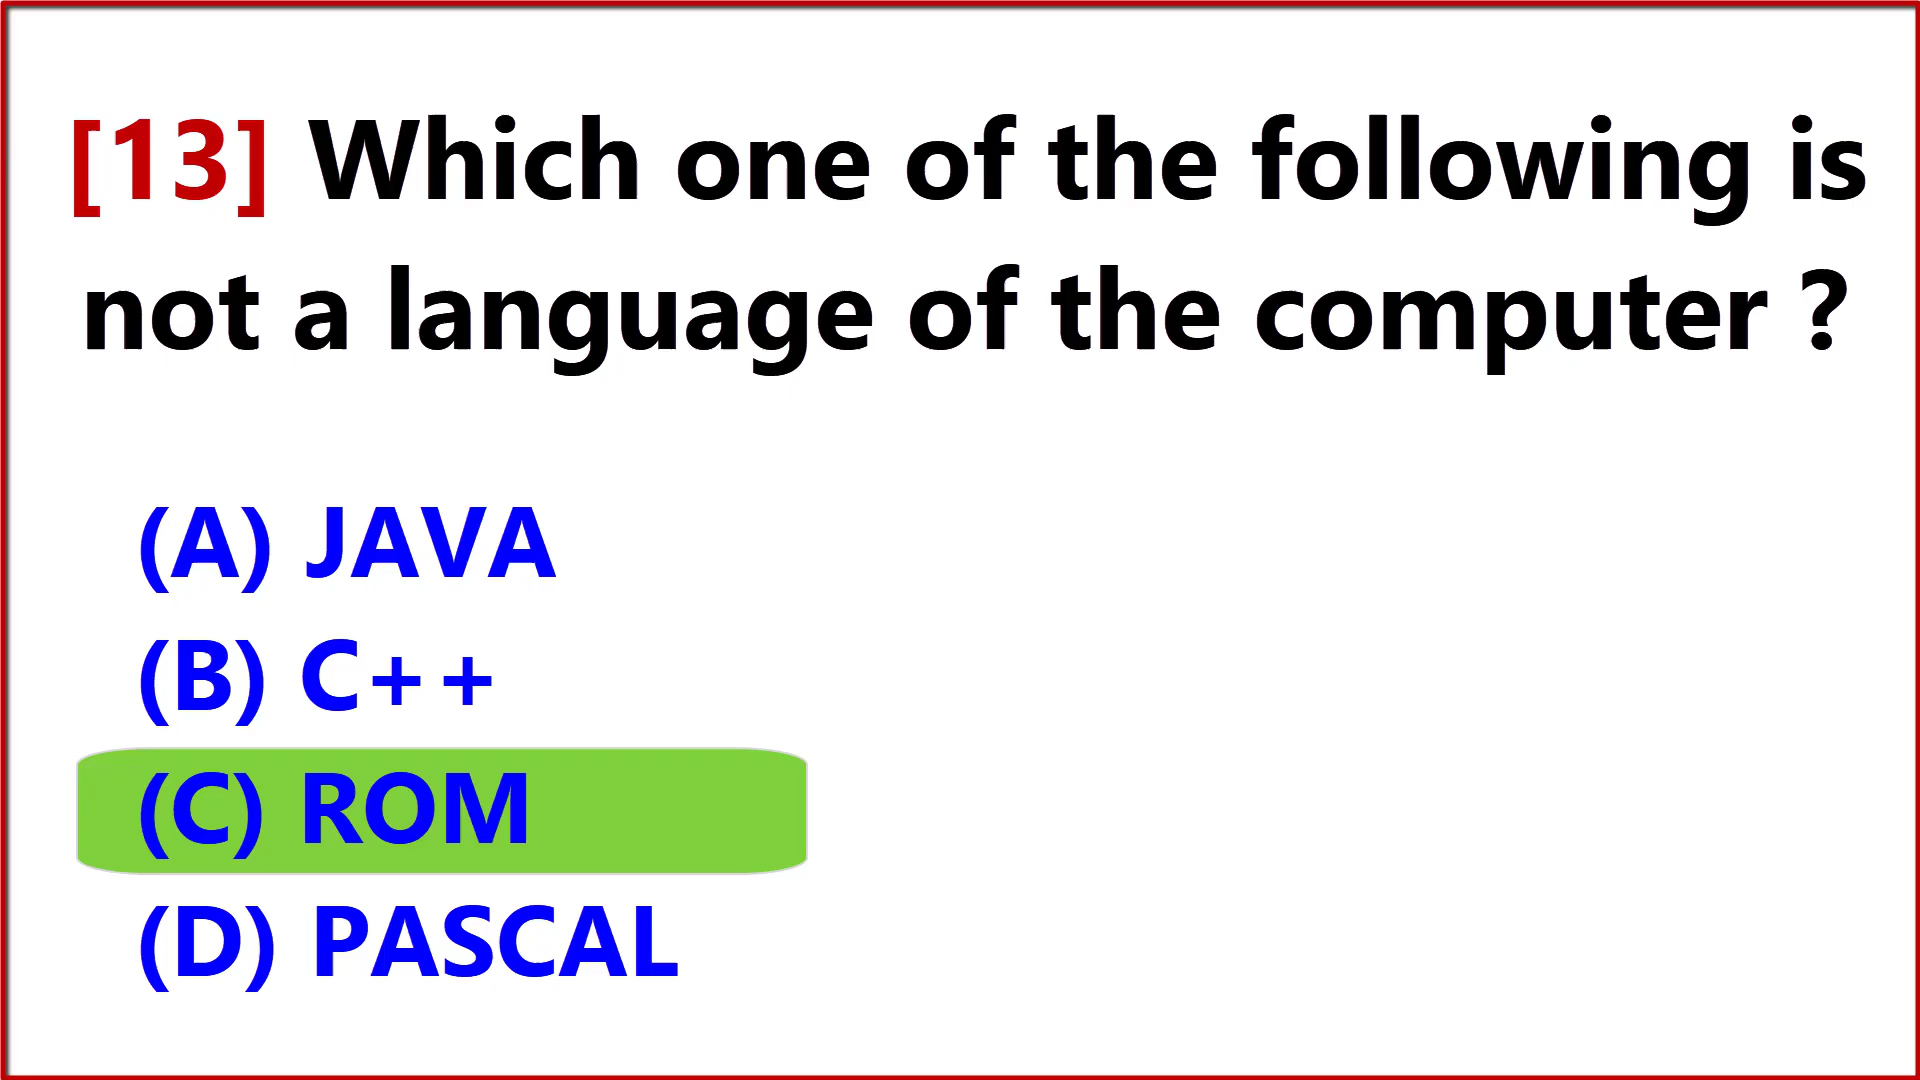 [13] Which one of the following is
not a language of the computer ?
(A) JAVA
(B) C++
(C) ROM
(D) PASCAL